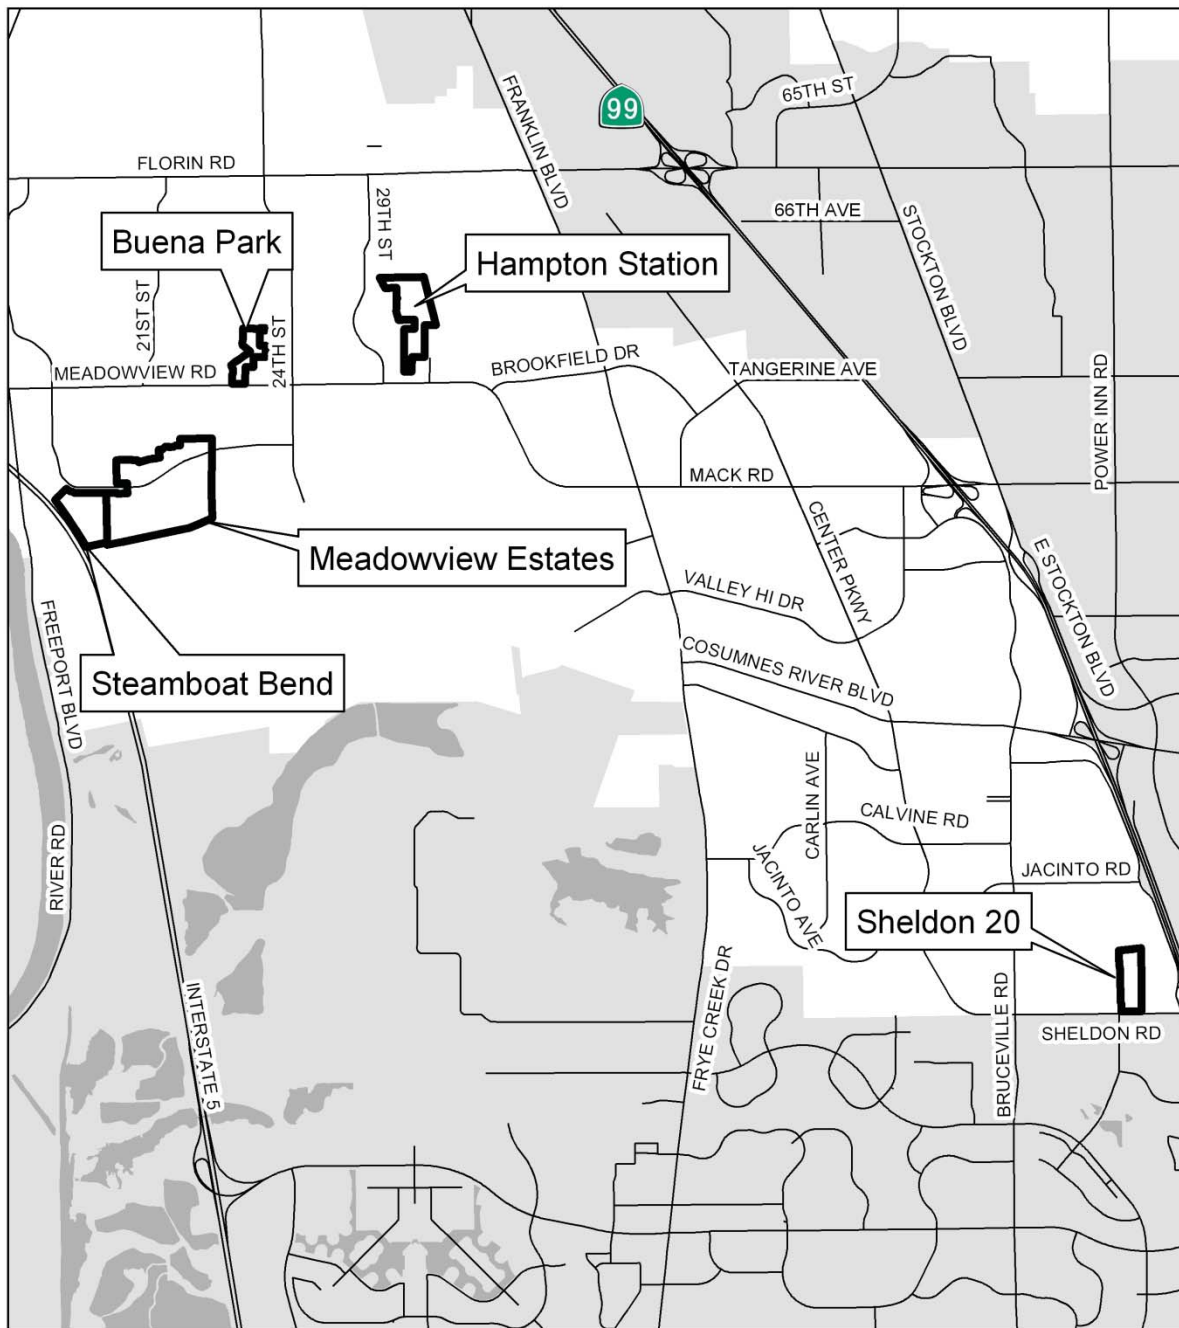 65TH ST
FRANKLIN BLVD
99
FLORIN RD
29TH ST
66TH AVE
STOCKTON BLVD
Buena Park
Hampton Station
21ST ST
24TH ST
MEADOWVIEW RD
BROOKFIELD DR
TANGERINE AVE
POWER INN RD
MACK RD
CENTER PKWY
Meadowview Estates
E STOCKTON BLVD
VALLEY HI DR
FREEPORT BLVD
COSUMNES RIVER BLVD
Steamboat Bend
CARLIN AVE
CALVINE RD
RIVER RD
JACINTO AVE
JACINTO RD
Sheldon 20
FRYE CREEK DR
INTERSTATE 5
BRUCEVILLE RD
SHELDON RD